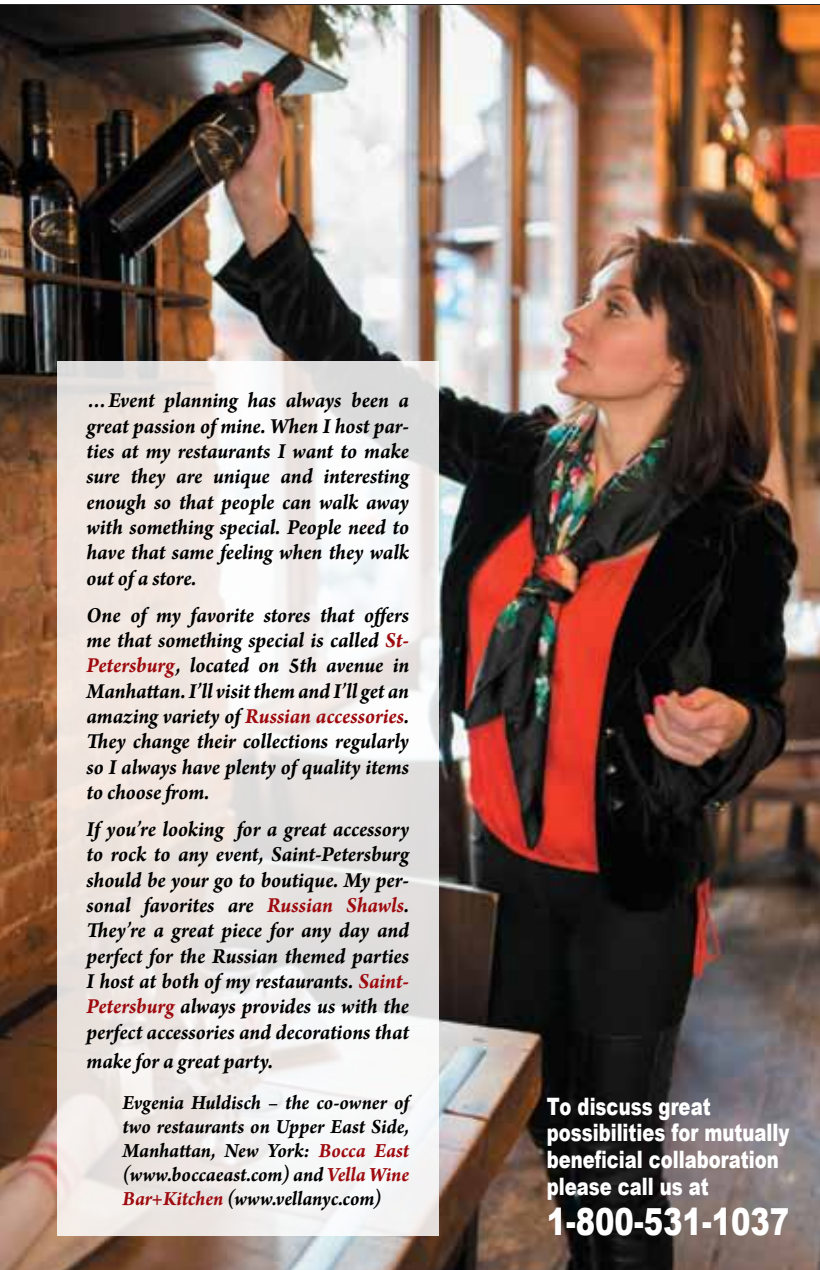 ...Event planning has always been a
great passion of mine. When I host par-
ties at my restaurants I want to make
sure they are unique and interesting
enough so that people can walk away
with something special. People need to
have that same feeling when they walk
out of a store.
One of my favorite stores that offers
me that something special is called St-
Petersburg, located on 5th avenue in
Manhattan. I'll visit them and I'll get an
amazing variety of Russian accessories.
They change their collections regularly
so I always have plenty of quality items
to choose from.
If you're looking for a great accessory
to rock to any event, Saint-Petersburg
should be your go to boutique. My per-
sonal favorites are Russian Shawls.
They're a great piece for any day and
perfect for the Russian themed parties
I host at both of my restaurants. Saint-
Petersburg always provides us with the
perfect accessories and decorations that
make for a great party.
Evgenia Huldisch – the co-owner of
two restaurants on Upper East Side,
Manhattan, New York: Bocca East
(www.boccaeast.com) and Vella Wine
Bar+Kitchen (www.vellanyc.com)
To discuss great
possibilities for mutually
beneficial collaboration
please call us at
1-800-531-1037